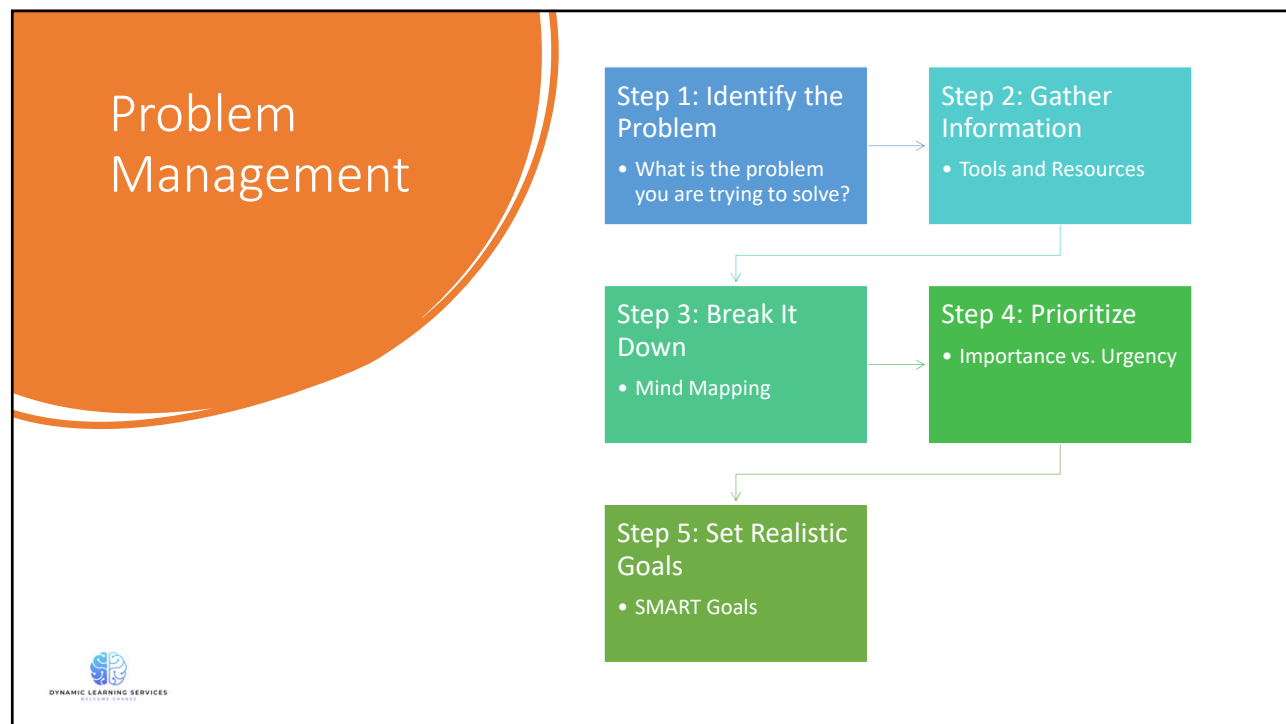 Problem
Management
Step 1: Identify the
Problem
• What is the problem
you are trying to solve?
Step 2: Gather
Information
• Tools and Resources
Step 3: Break It
Down
• Mind Mapping
Step 4: Prioritize
• Importance vs. Urgency
Step 5: Set Realistic
Goals
• SMART Goals
DYNAMIC LEARNING SERVICES
WELCOME CHANGE